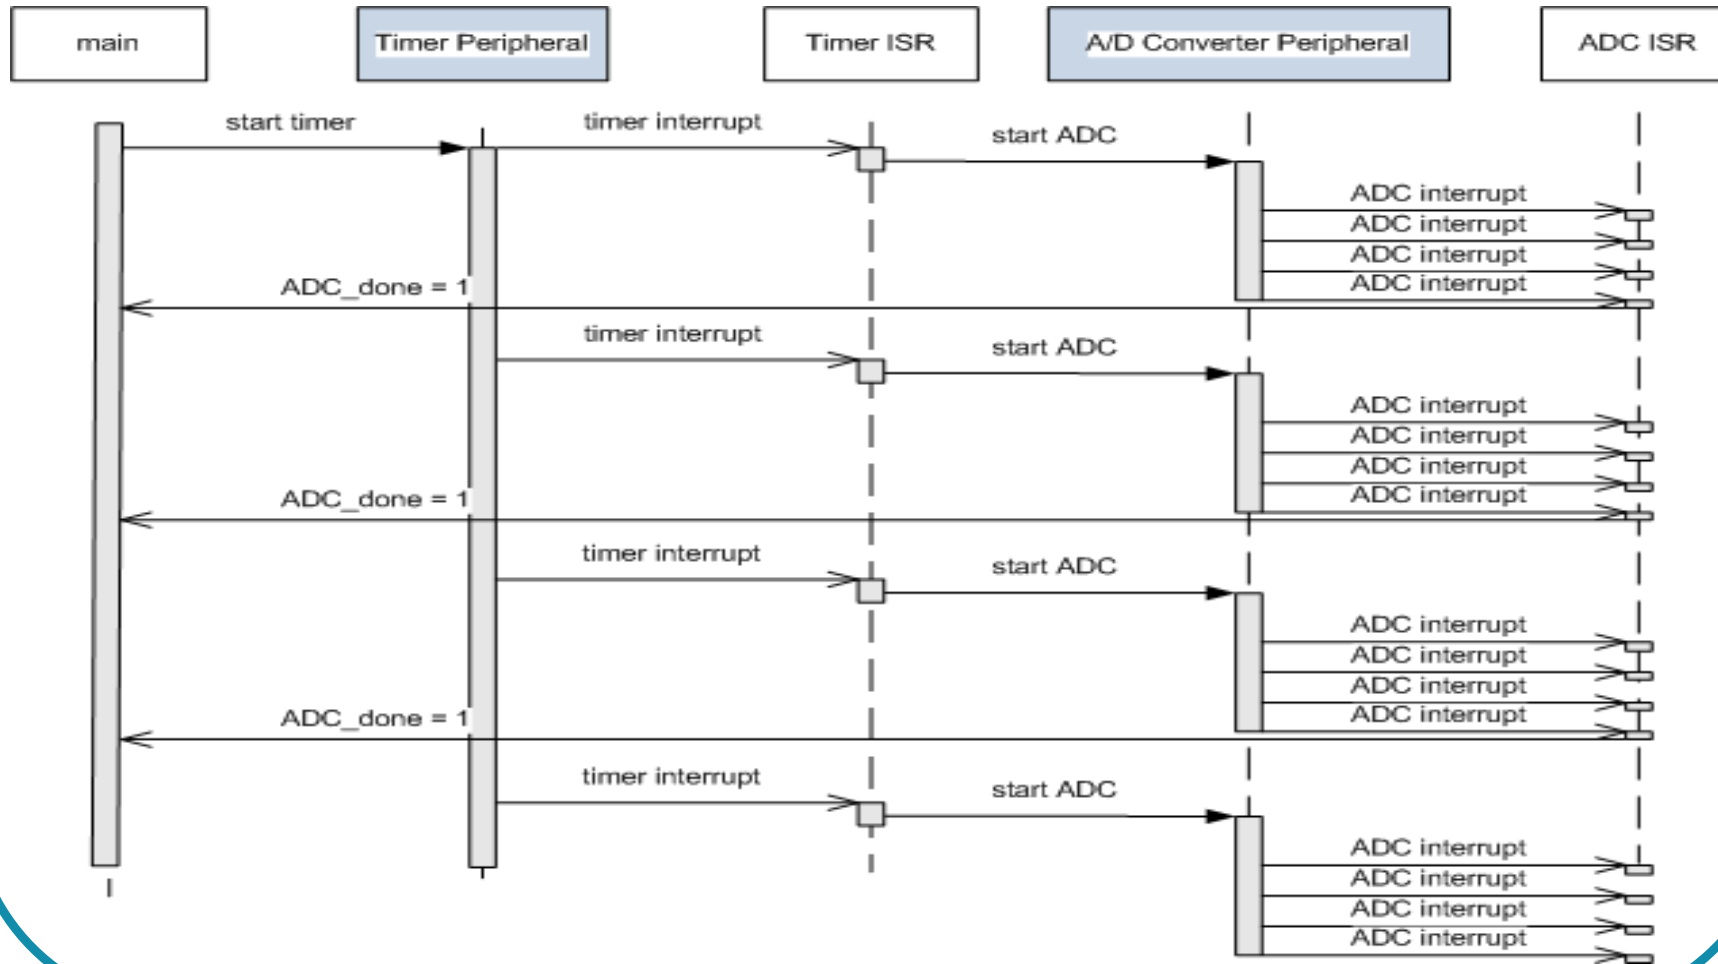 main
Timer Peripheral
Timer ISR
A/D Converter Peripheral
ADC ISR
start timer
timer interrupt
start ADC
ADC interrupt
ADC interrupt
ADC interrupt
ADC interrupt
ADC_done = 1
timer interrupt
start ADC
ADC interrupt
ADC interrupt
ADC interrupt
ADC interrupt
ADC_done = 1
timer interrupt
start ADC
ADC interrupt
ADC interrupt
ADC interrupt
ADC interrupt
ADC_done = 1
timer interrupt
start ADC
ADC interrupt
ADC interrupt
ADC interrupt
ADC interrupt